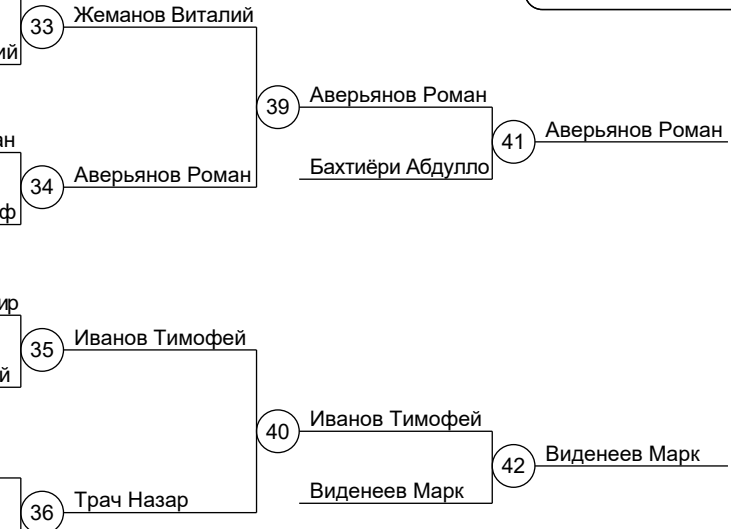 33 Жеманов Виталий
39 Аверьянов Роман
41 Аверьянов Роман
Бахтиёри Абдулло
34 Аверьянов Роман
35 Иванов Тимофей
40 Иванов Тимофей
42 Виденеев Марк
Виденеев Марк
36 Трач Назар